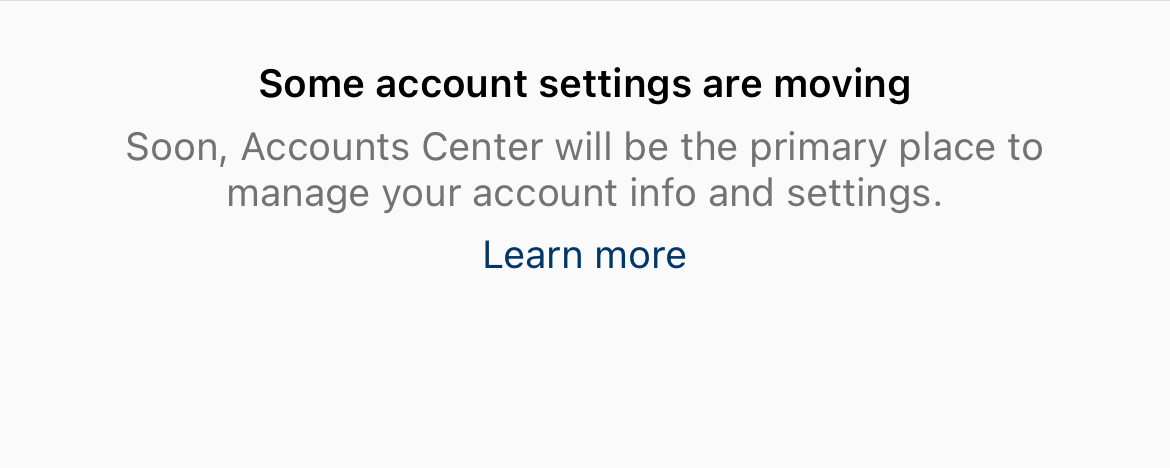 Some account settings are moving
Soon, Accounts Center will be the primary place to
manage your account info and settings.
Learn more